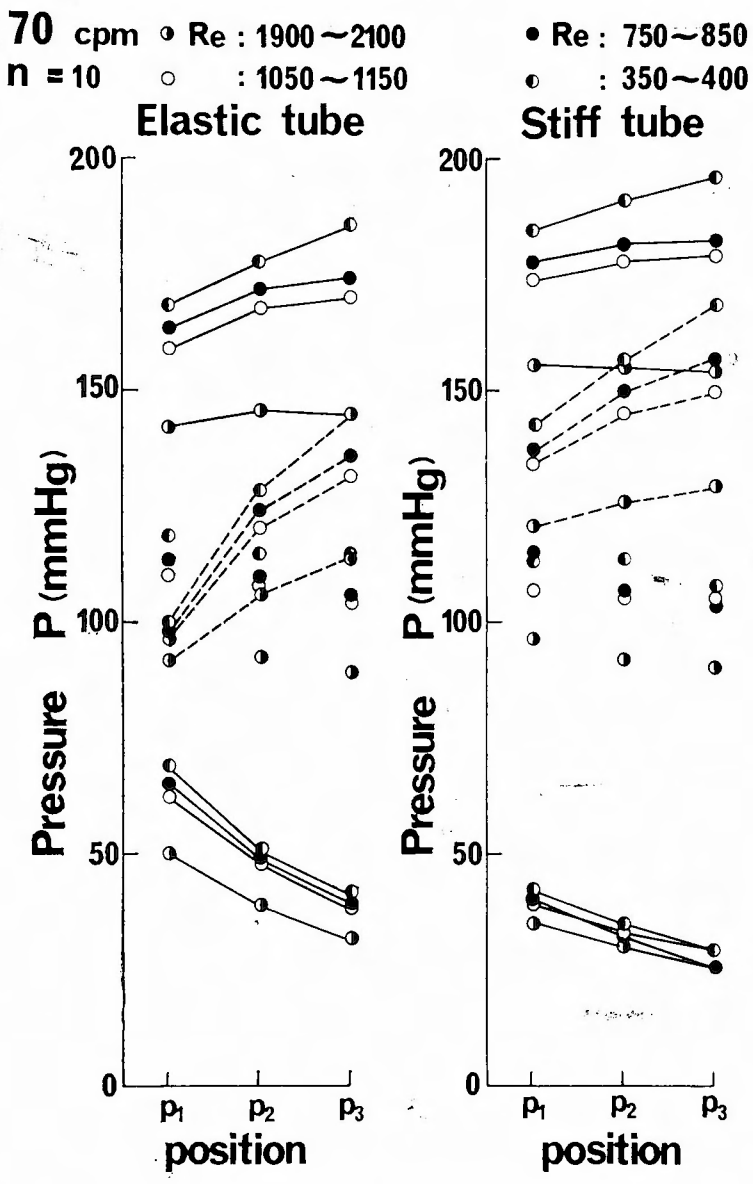 70 cpm ◑ Re : 1900～2100 ● Re : 750～850
n = 10 ○ : 1050～1150 ◐ : 350～400
Elastic tube Stiff tube
200 200
150 150
100 100
50 50
0
0
Pressure P (mmHg) Pressure P (mmHg)
p₁ p₂ p₃ p₁ p₂ p₃
position position